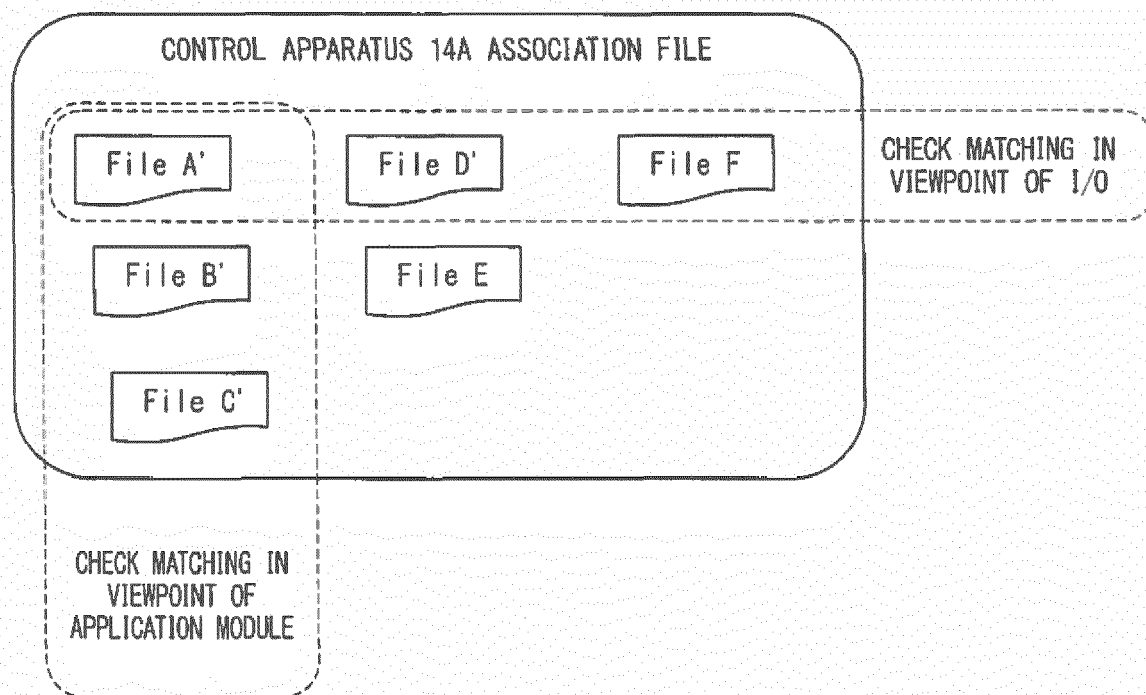 CONTROL APPARATUS 14A ASSOCIATION FILE
File A'
File D'
File F
CHECK MATCHING IN
VIEWPOINT OF I/O
File B'
File E
File C'
CHECK MATCHING IN
VIEWPOINT OF
APPLICATION MODULE